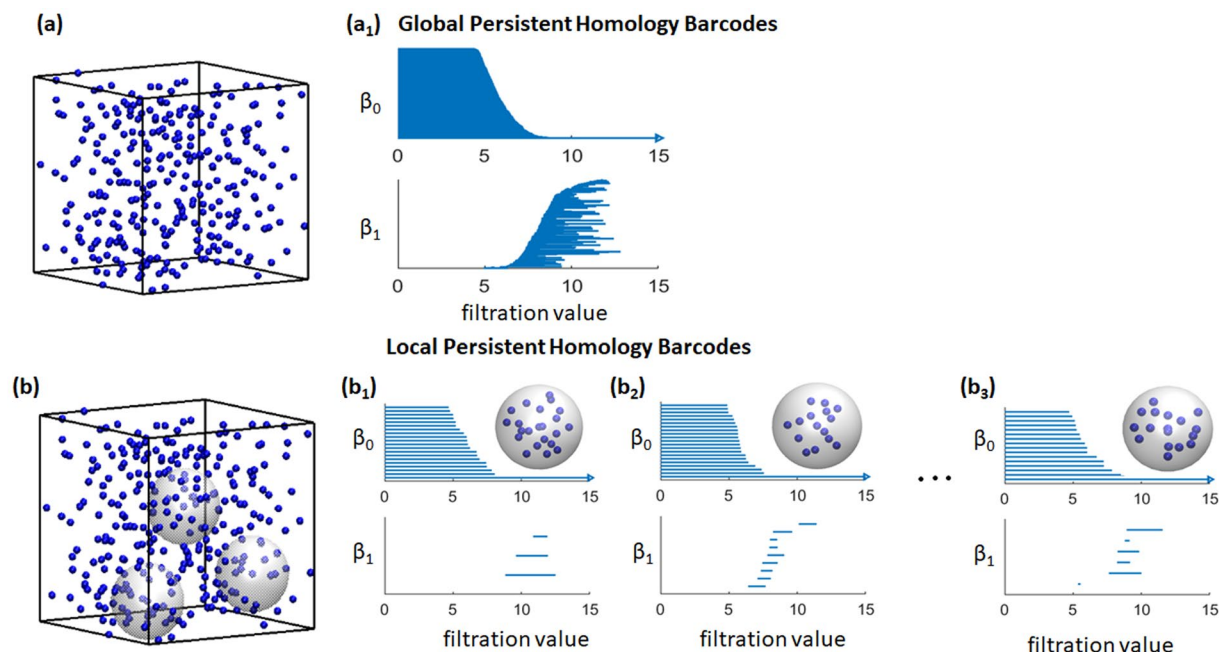 (a)
(a1) Global Persistent Homology Barcodes
β0
0 5 10 15
β1
0 5 10 15
filtration value
Local Persistent Homology Barcodes
(b)
(b1)
β0
0 5 10 15
β1
0 5 10 15
filtration value
(b2)
β0
0 5 10 15
β1
0 5 10 15
filtration value
...
(b3)
β0
0 5 10 15
β1
0 5 10 15
filtration value